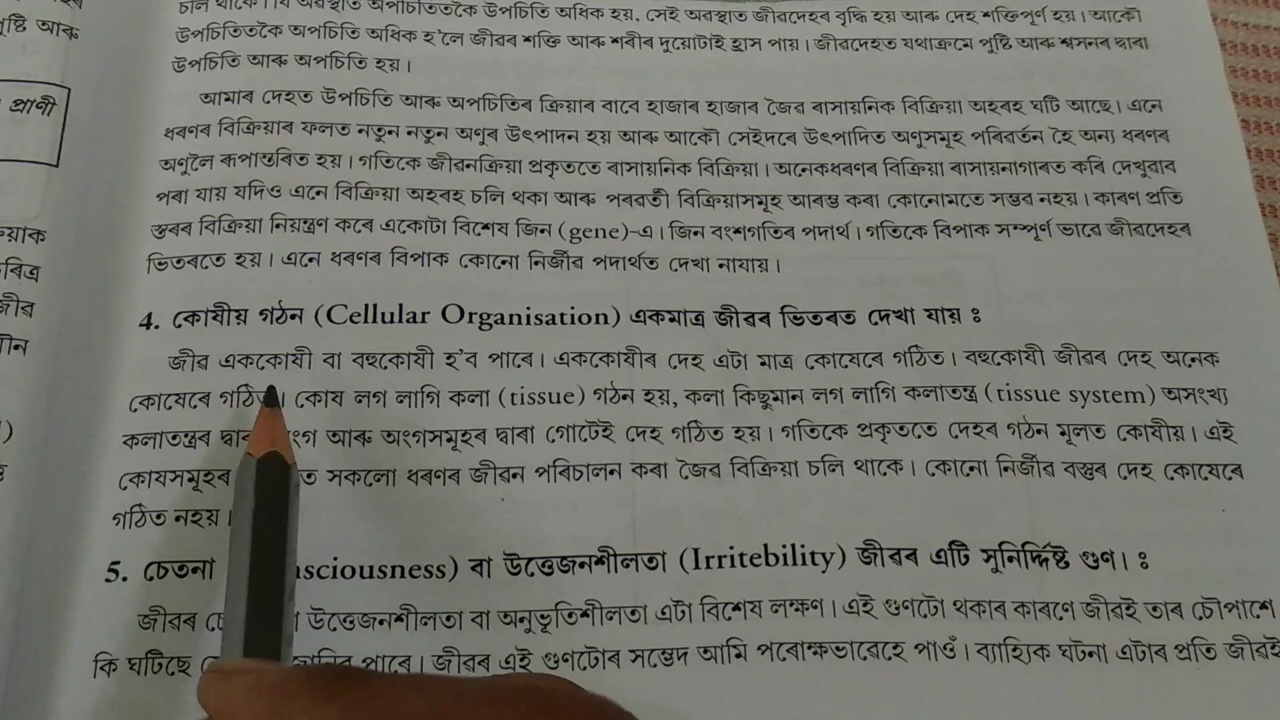 পুষ্টি আৰু
প্ৰাণী
চলি থাকে। যি অৱস্থাত অপচিতিতকৈ উপচিতি অধিক হয়, সেই অৱস্থাত জীৱদেহৰ বৃদ্ধি হয় আৰু দেহ শক্তিপূৰ্ণ হয়। আকৌ
উপচিতিতকৈ অপচিতি অধিক হ'লে জীৱৰ শক্তি আৰু শৰীৰ দুয়োটাই হ্ৰাস পায়। জীৱদেহত যথাক্ৰমে পুষ্টি আৰু শ্বসনৰ দ্বাৰা
উপচিতি আৰু অপচিতি হয়।
আমাৰ দেহত উপচিতি আৰু অপচিতিৰ ক্ৰিয়াৰ বাবে হাজাৰ হাজাৰ জৈৱ ৰাসায়নিক বিক্ৰিয়া অহৰহ ঘটি আছে। এনে
ধৰণৰ বিক্ৰিয়াৰ ফলত নতুন নতুন অণুৰ উৎপাদন হয় আৰু আকৌ সেইদৰে উৎপাদিত অণুসমূহ পৰিৱৰ্তন হৈ অন্য ধৰণৰ
অণুলৈ ৰূপান্তৰিত হয়। গতিকে জীৱনক্ৰিয়া প্ৰকৃততে ৰাসায়নিক বিক্ৰিয়া। অনেকধৰণৰ বিক্ৰিয়া ৰাসায়নাগাৰত কৰি দেখুৱাব
পৰা যায় যদিও এনে বিক্ৰিয়া অহৰহ চলি থকা আৰু পৰৱৰ্তী বিক্ৰিয়াসমূহ আৰম্ভ কৰা কোনোমতে সম্ভৱ নহয়। কাৰণ প্ৰতি
স্তৰৰ বিক্ৰিয়া নিয়ন্ত্ৰণ কৰে একোটা বিশেষ জিন (gene)-এ। জিন বংশগতিৰ পদাৰ্থ। গতিকে বিপাক সম্পূৰ্ণ ভাৱে জীৱদেহৰ
ভিতৰতে হয়। এনে ধৰণৰ বিপাক কোনো নিৰ্জীৱ পদাৰ্থত দেখা নাযায়।
4. কোষীয় গঠন (Cellular Organisation) একমাত্ৰ জীৱৰ ভিতৰত দেখা যায় ঃ
জীৱ এককোষী বা বহুকোষী হ'ব পাৰে। এককোষীৰ দেহ এটা মাত্ৰ কোষেৰে গঠিত। বহুকোষী জীৱৰ দেহ অনেক
কোষেৰে গঠিত। কোষ লগ লাগি কলা (tissue) গঠন হয়, কলা কিছুমান লগ লাগি কলাতন্ত্ৰ (tissue system) অসংখ্য
কলাতন্ত্ৰৰ দ্বাৰা আৰু অংগসমূহৰ দ্বাৰা গোটেই দেহ গঠিত হয়। গতিকে প্ৰকৃততে দেহৰ গঠন মূলত কোষীয়। এই
কোষসমূহৰ সকলো ধৰণৰ জীৱন পৰিচালন কৰা জৈৱ বিক্ৰিয়া চলি থাকে। কোনো নিৰ্জীৱ বস্তুৰ দেহ কোষেৰে
গঠিত নহয়।
5. চেতনা nsciousness) বা উত্তেজনশীলতা (Irritebility) জীৱৰ এটি সুনিৰ্দ্দিষ্ট গুণ। ঃ
জীৱৰ উত্তেজনশীলতা বা অনুভূতিশীলতা এটা বিশেষ লক্ষণ। এই গুণটো থকাৰ কাৰণে জীৱই তাৰ চৌপাশে
কি ঘটিছে পাৰে। জীৱৰ এই গুণটোৰ সম্ভেদ আমি পৰোক্ষভাৱেহে পাওঁ। ব্যাহ্যিক ঘটনা এটাৰ প্ৰতি জীৱই